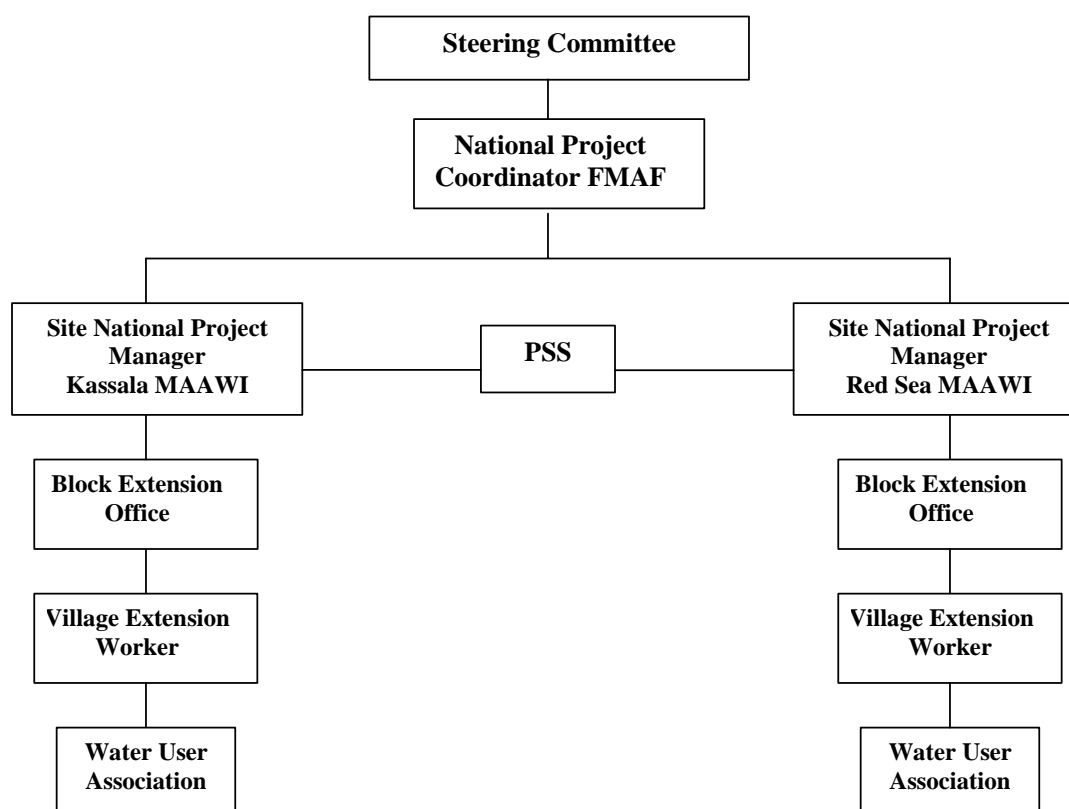 Steering Committee
National Project
Coordinator FMAF
Site National Project
Manager
Kassala MAAWI
PSS
Site National Project
Manager
Red Sea MAAWI
Block Extension
Office
Block Extension
Office
Village Extension
Worker
Village Extension
Worker
Water User
Association
Water User
Association